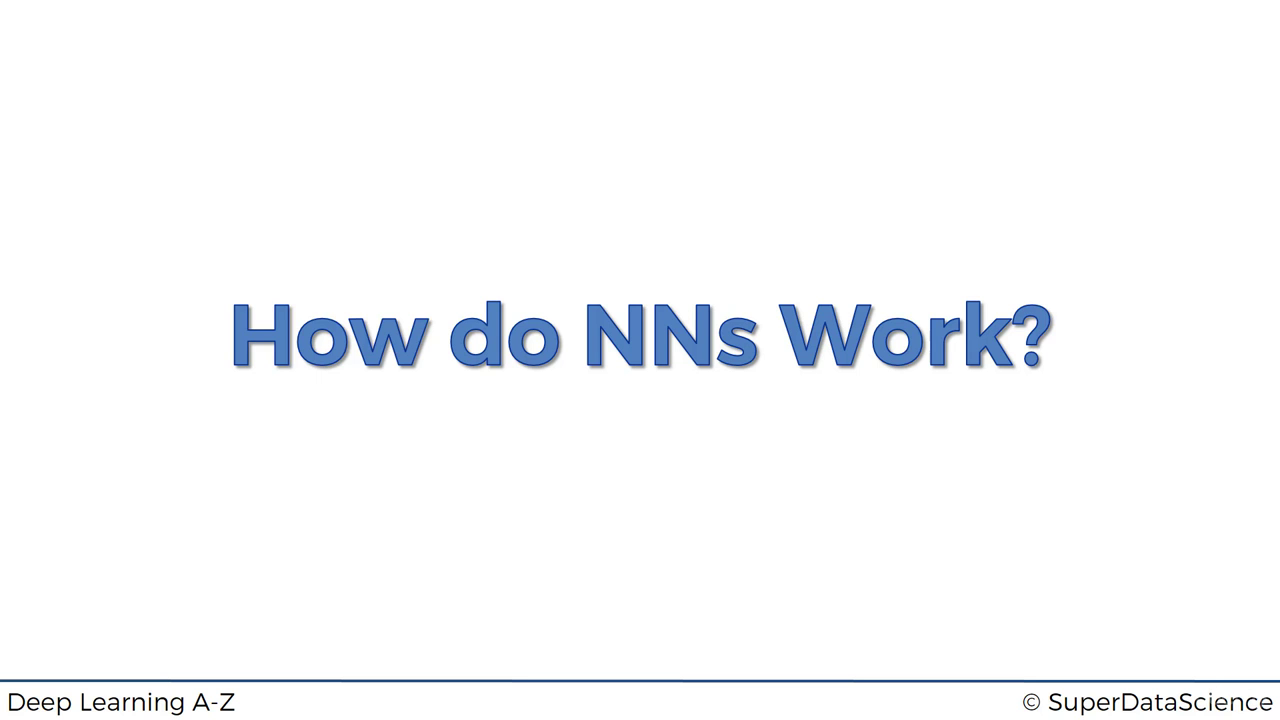 How do NNs Work?
Deep Learning A-Z
© SuperDataScience